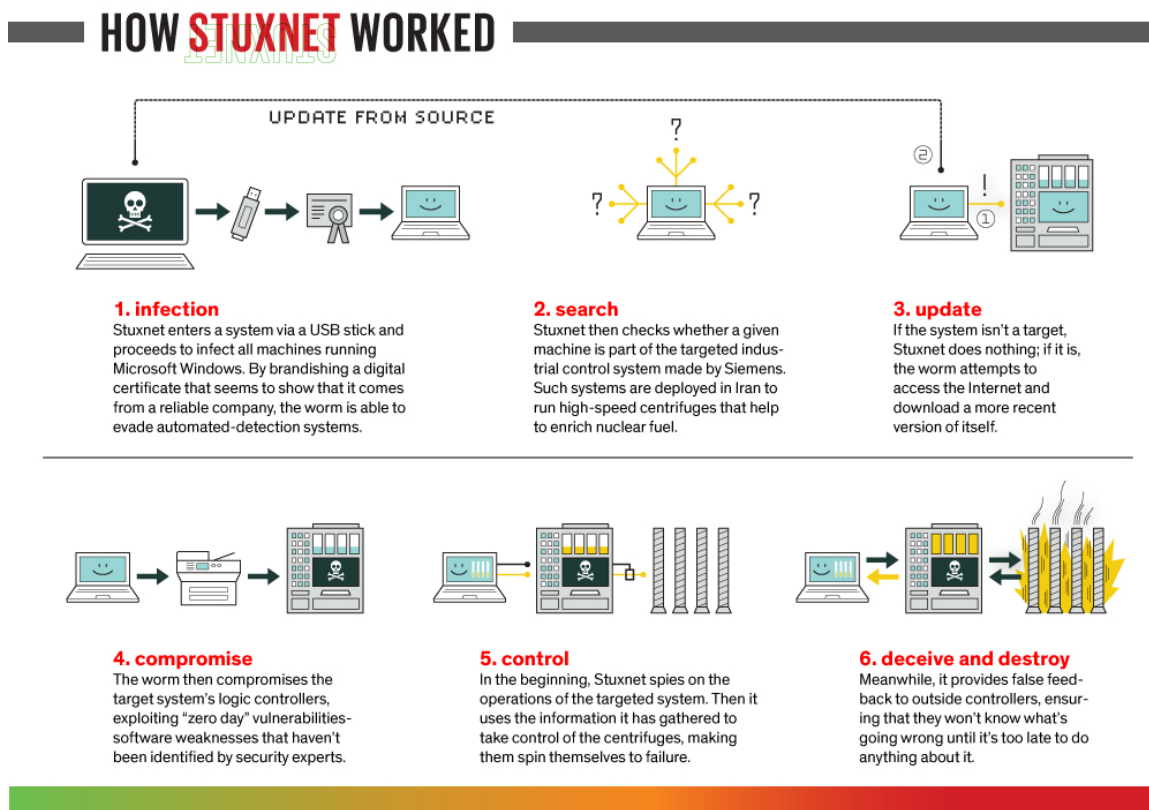 HOW STUXNET WORKED
STUXNET
UPDATE FROM SOURCE
?
?
?
2
!
1
1. infection
Stuxnet enters a system via a USB stick and
proceeds to infect all machines running
Microsoft Windows. By brandishing a digital
certificate that seems to show that it comes
from a reliable company, the worm is able to
evade automated-detection systems.
2. search
Stuxnet then checks whether a given
machine is part of the targeted indus-
trial control system made by Siemens.
Such systems are deployed in Iran to
run high-speed centrifuges that help
to enrich nuclear fuel.
3. update
If the system isn't a target,
Stuxnet does nothing; if it is,
the worm attempts to
access the Internet and
download a more recent
version of itself.
4. compromise
The worm then compromises the
target system's logic controllers,
exploiting "zero day" vulnerabilities-
software weaknesses that haven't
been identified by security experts.
5. control
In the beginning, Stuxnet spies on the
operations of the targeted system. Then it
uses the information it has gathered to
take control of the centrifuges, making
them spin themselves to failure.
6. deceive and destroy
Meanwhile, it provides false feed-
back to outside controllers, ensur-
ing that they won't know what's
going wrong until it's too late to do
anything about it.